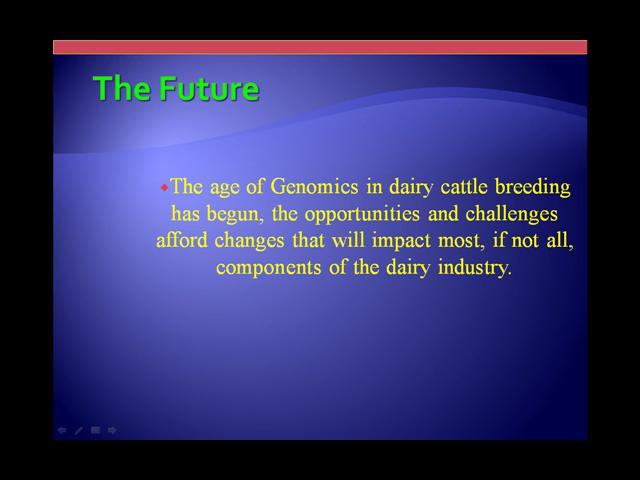 The Future
The age of Genomics in dairy cattle breeding
has begun, the opportunities and challenges
afford changes that will impact most, if not all,
components of the dairy industry.